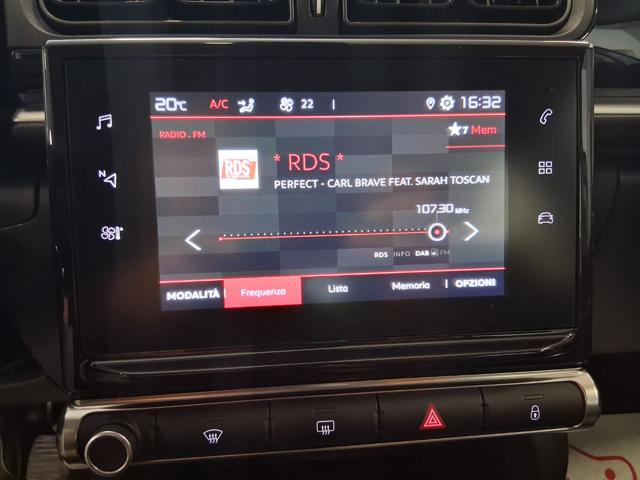 20°C A/C 22 16:32
RADIO . FM
7 Mem
RDS
* RDS *
PERFECT - CARL BRAVE FEAT. SARAH TOSCAN
107.30 MHz
RDS INFO DAB FM
MODALITÀ Frequenza Lista Memoria OPZIONI
N